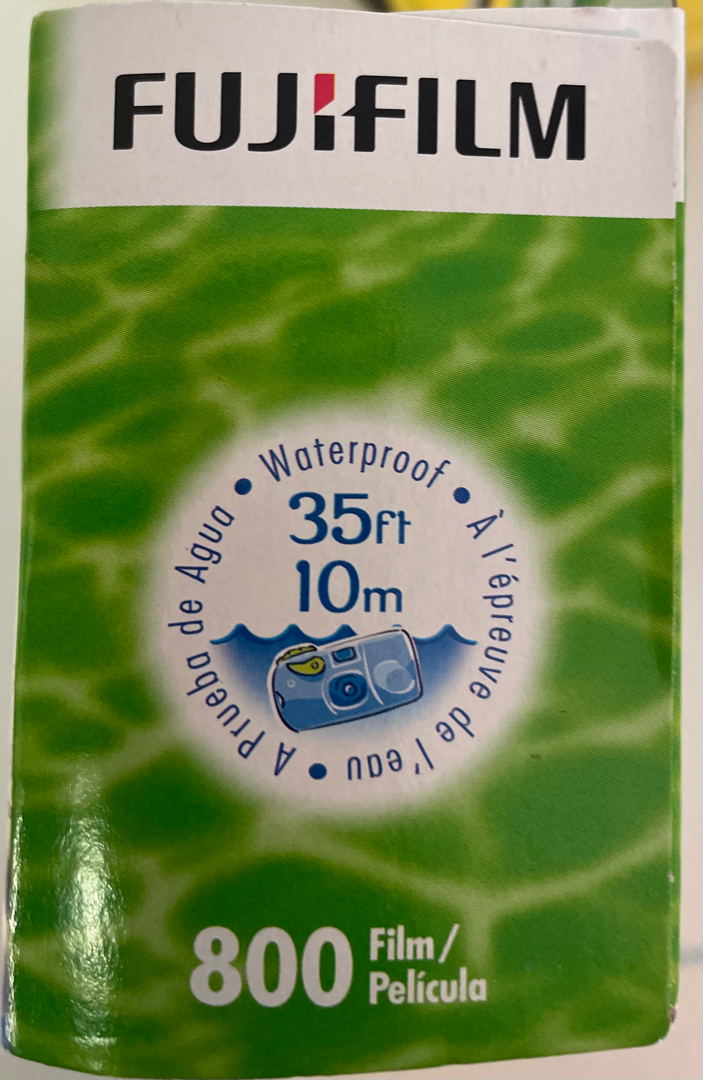 FUJIFILM
Waterproof • À l'épreuve de l'eau • A Prueba de Agua •
35ft
10m
800 Film/
Película